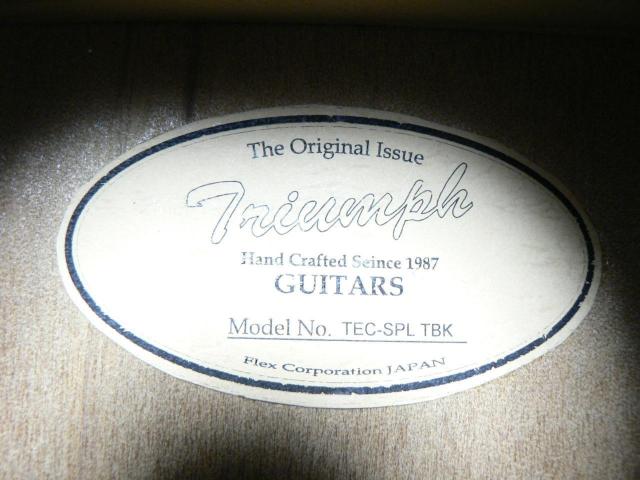 The Original Issue
Triumph
Hand Crafted Seince 1987
GUITARS
Model No. TEC-SPL TBK
Flex Corporation JAPAN